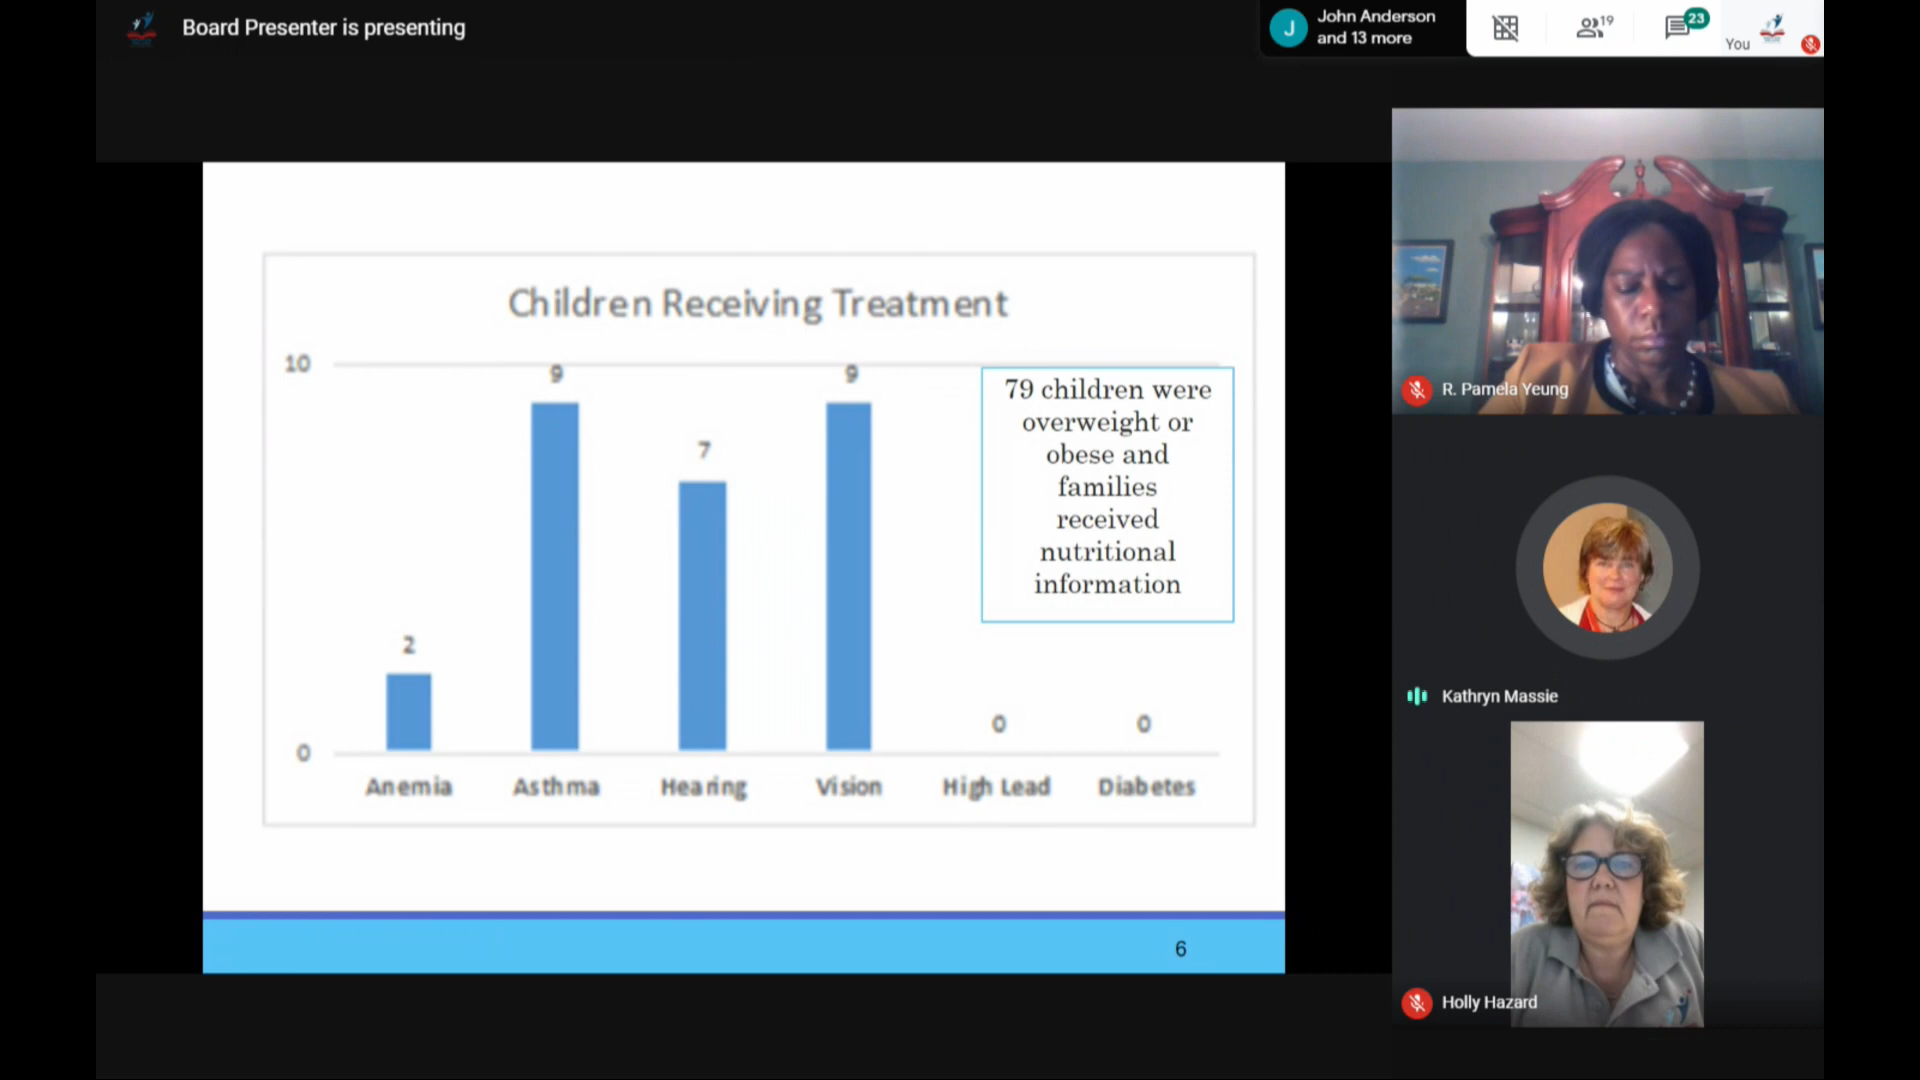 Board Presenter is presenting
John Anderson
and 13 more
19
23
You
Children Receiving Treatment
10
9
9
7
2
0
0
0
Anemia
Asthma
Hearing
Vision
High Lead
Diabetes
79 children were
overweight or
obese and
families
received
nutritional
information
6
R. Pamela Yeung
Kathryn Massie
Holly Hazard